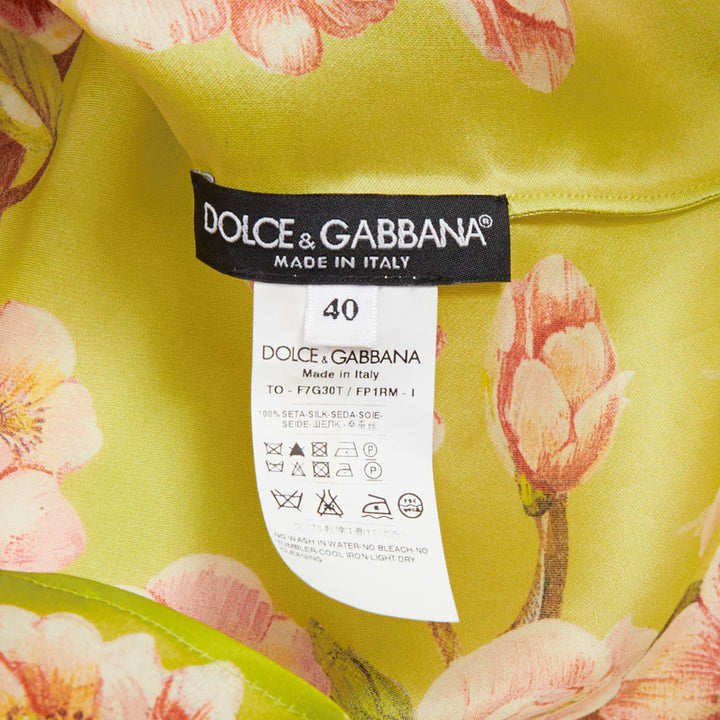 DOLCE & GABBANA®
MADE IN ITALY
40
DOLCE & GABBANA
Made in Italy
TO - F7G30T / FP1RM - I
100% SETA-SILK-SEDA-SOIE-
SEIDE-ШЕЛК-
NO WASH IN WATER-NO BLEACH-NO
TUMBLER-COOL IRON-LIGHT DRY
CLEANING